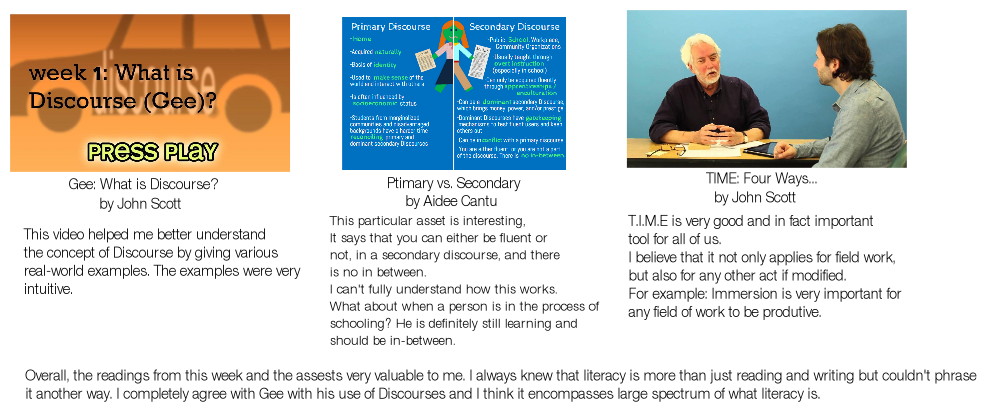 discourse
week 1: What is
Discourse (Gee)?
PRESS PLAY
Gee: What is Discourse?
by John Scott
This video helped me better understand
the concept of Discourse by giving various
real-world examples. The examples were very
intuitive.
Primary Discourse
-Home
-Acquired naturally
-Basis of identity
-Used to make sense of the
world and interact with others
-Is often influenced by
socioeconomic status
-Students from marginalized
communities and disadvantaged
backgrounds have a harder time
reconciling primary and
dominant secondary Discourses
Secondary Discourse
-Public: School, Workplace,
Community Organizations
Usually taught through
overt instruction
(especially in school)
Can only be acquired fluently
through apprenticeships /
enculturation
-Can be a dominant secondary Discourse,
which brings money, power, ann/or prestige
-Dominant Discourses have gatekeeping
mechanisms to test fluent users and keep
others out
Can be in conflict with a primary discourse
You are either fluent or you are not a part
of the discourse. There is no in-between.
Ptimary vs. Secondary
by Aidee Cantu
This particular asset is interesting,
It says that you can either be fluent or
not, in a secondary discourse, and there
is no in between.
I can't fully understand how this works.
What about when a person is in the process of
schooling? He is definitely still learning and
should be in-between.
TIME: Four Ways...
by John Scott
T.I.M.E is very good and in fact important
tool for all of us.
I believe that it not only applies for field work,
but also for any other act if modified.
For example: Immersion is very important for
any field of work to be produtive.
Overall, the readings from this week and the assests very valuable to me. I always knew that literacy is more than just reading and writing but couldn't phrase
it another way. I completely agree with Gee with his use of Discourses and I think it encompasses large spectrum of what literacy is.